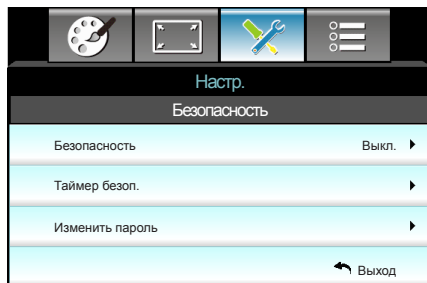 Настр.
Безопасность
Безопасность Выкл.
Таймер безоп.
Изменить пароль
Выход